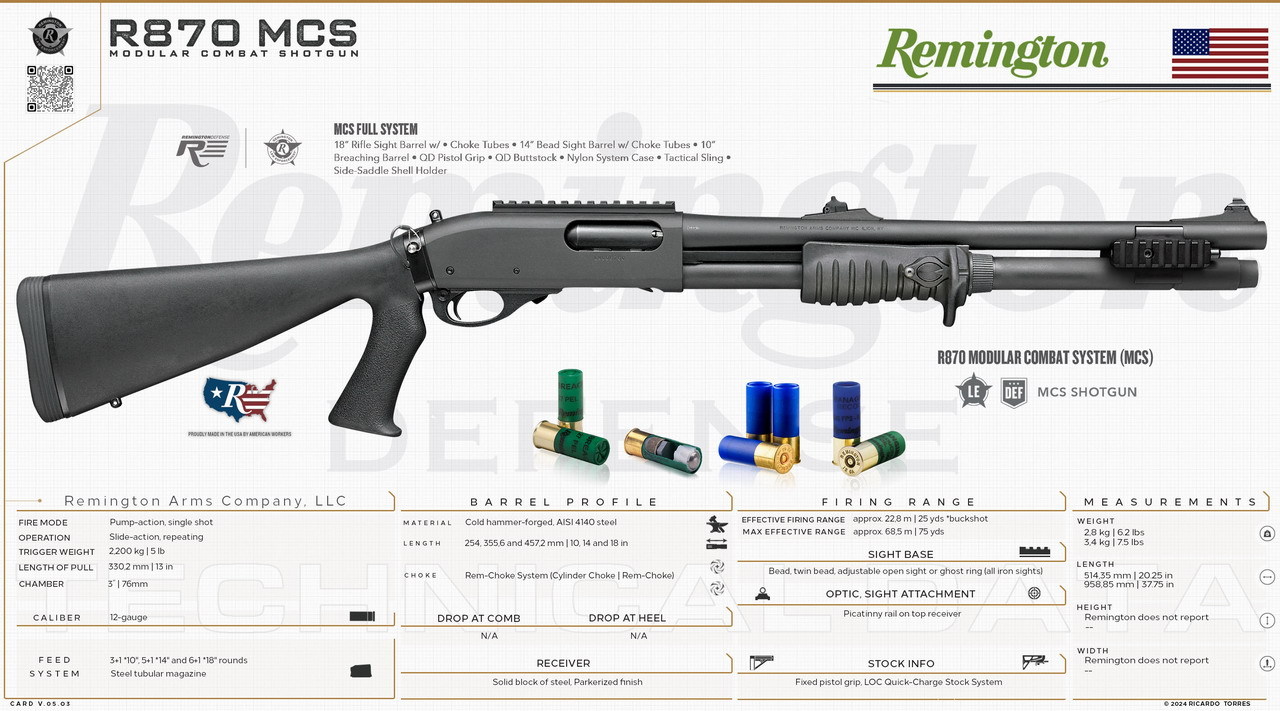 R870 MCS
MODULAR COMBAT SHOTGUN
Remington
REMINGTONDEFENSE
MCS FULL SYSTEM
18" Rifle Sight Barrel w/ • Choke Tubes • 14" Bead Sight Barrel w/ Choke Tubes • 10"
Breaching Barrel • QD Pistol Grip • QD Buttstock • Nylon System Case • Tactical Sling •
Side-Saddle Shell Holder
Remington
DEFENSE
R870 MODULAR COMBAT SYSTEM (MCS)
LE
DEF
MCS SHOTGUN
R
PROUDLY MADE IN THE USA BY AMERICAN WORKERS
TECHNICAL DATA
Remington Arms Company, LLC
FIRE MODE Pump-action, single shot
OPERATION Slide-action, repeating
TRIGGER WEIGHT 2,200 kg | 5 lb
LENGTH OF PULL 330,2 mm | 13 in
CHAMBER 3" | 76mm
CALIBER 12-gauge
FEED SYSTEM 3+1 *10", 5+1 *14" and 6+1 *18" rounds
Steel tubular magazine
BARREL PROFILE
MATERIAL Cold hammer-forged, AISI 4140 steel
LENGTH 254, 355,6 and 457,2 mm | 10, 14 and 18 in
CHOKE Rem-Choke System (Cylinder Choke | Rem-Choke)
DROP AT COMB DROP AT HEEL
N/A N/A
RECEIVER
Solid block of steel, Parkerized finish
FIRING RANGE
EFFECTIVE FIRING RANGE approx. 22,8 m | 25 yds *buckshot
MAX EFFECTIVE RANGE approx. 68,5 m | 75 yds
SIGHT BASE
Bead, twin bead, adjustable open sight or ghost ring (all iron sights)
OPTIC, SIGHT ATTACHMENT
Picatinny rail on top receiver
STOCK INFO
Fixed pistol grip, LOC Quick-Charge Stock System
MEASUREMENTS
WEIGHT
2,8 kg | 6.2 lbs
3,4 kg | 7.5 lbs
LENGTH
514,35 mm | 20.25 in
958,85 mm | 37.75 in
HEIGHT
Remington does not report
--
WIDTH
Remington does not report
--
CARD V.05.03
© 2024 RICARDO TORRES